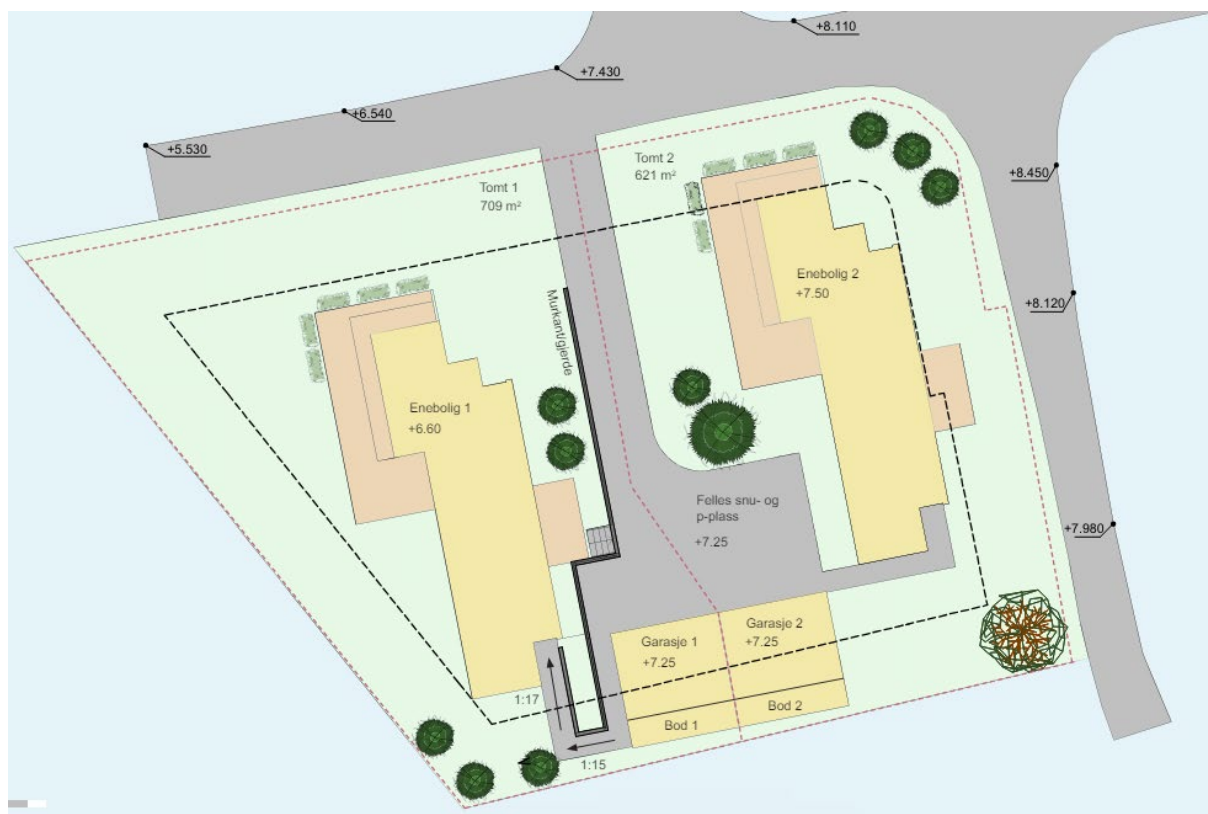 +8.110
+7.430
+6.540
+5.530
Tomt 2
621 m²
+8.450
Tomt 1
709 m²
Enebolig 2
+7.50
+8.120
Murkant/gjerde
Enebolig 1
+6.60
Felles snu- og
p-plass
+7.25
+7.980
Garasje 1
+7.25
Garasje 2
+7.25
1:17
Bod 1
Bod 2
1:15